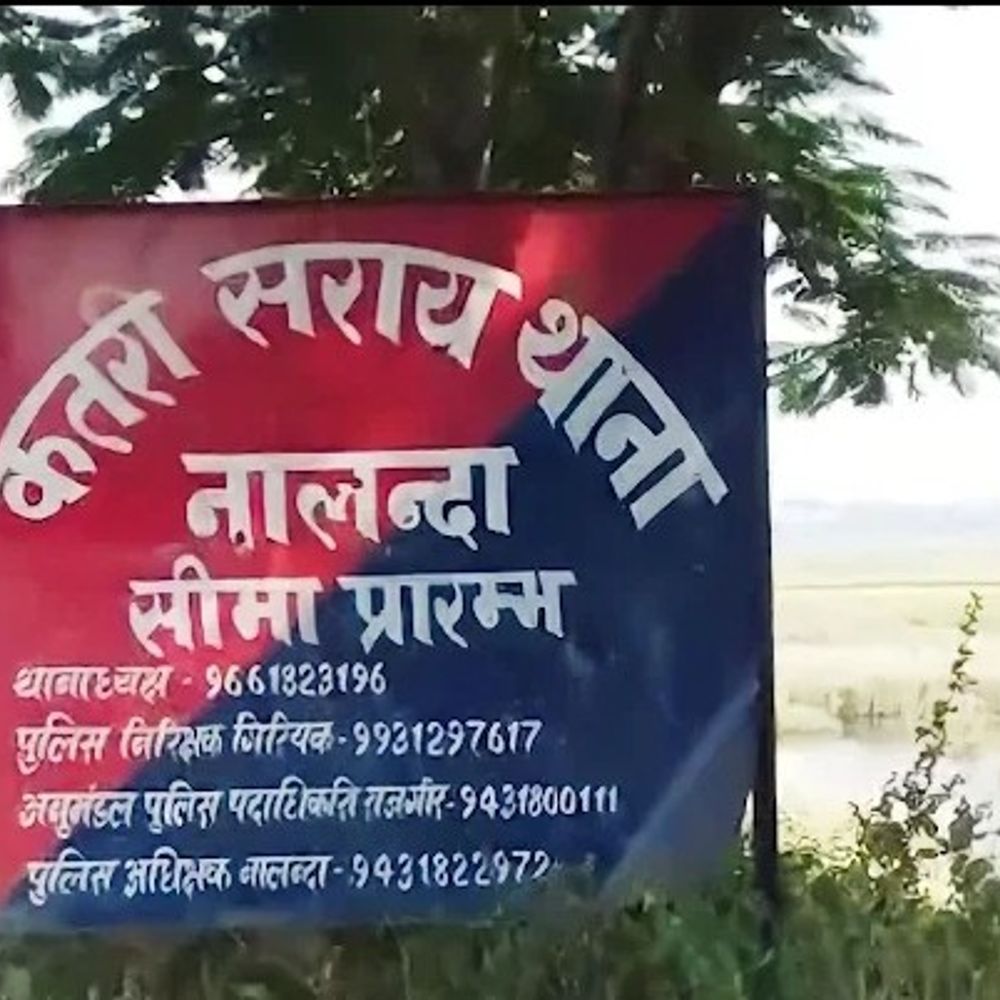 कतरी सराय थाना
नालन्दा
सीमा प्रारम्भ
थानाध्यक्ष - 9661823196
पुलिस निरिक्षक गिरियक - 9931297617
अनुमंडल पुलिस पदाधिकारी राजगीर - 9431800111
पुलिस अधिक्षक नालन्दा - 9431822972